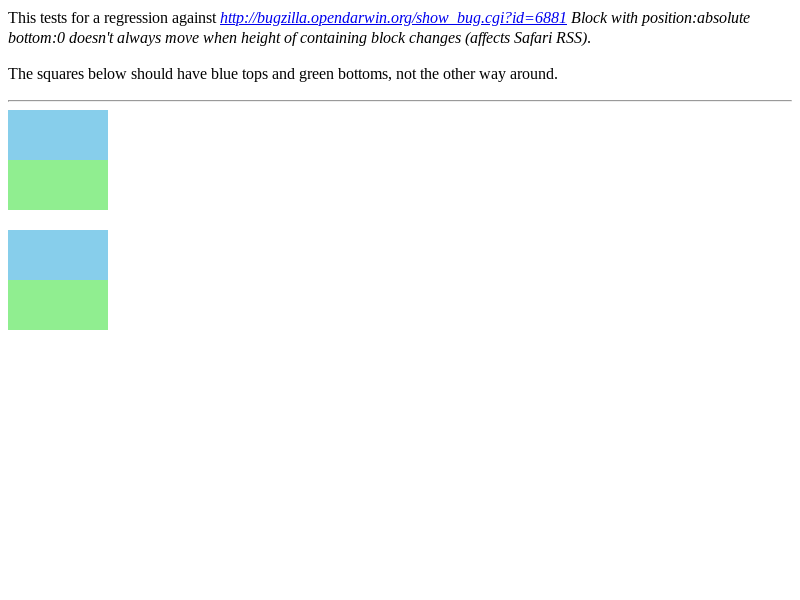 This tests for a regression against http://bugzilla.opendarwin.org/show_bug.cgi?id=6881 Block with position:absolute
bottom:0 doesn't always move when height of containing block changes (affects Safari RSS).
The squares below should have blue tops and green bottoms, not the other way around.